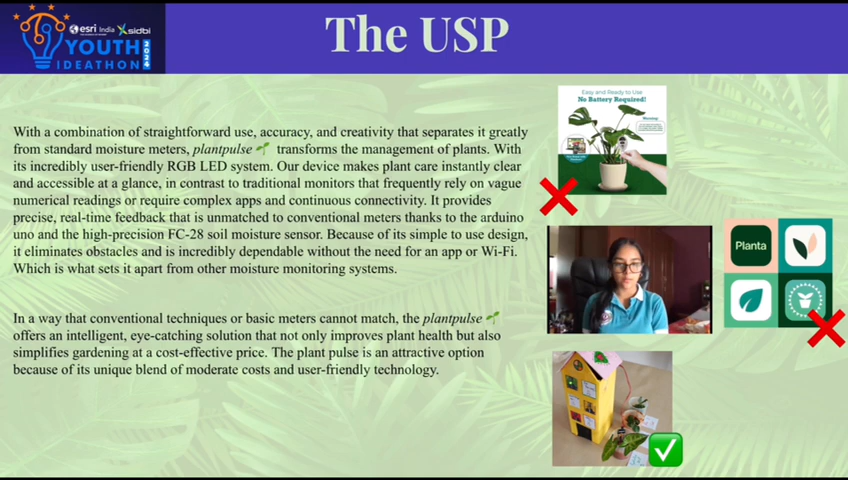 esri India sidbi
YOUTH
IDEATHON
The USP
With a combination of straightforward use, accuracy, and creativity that separates it greatly
from standard moisture meters, plantpulse 🌱 transforms the management of plants. With
its incredibly user-friendly RGB LED system. Our device makes plant care instantly clear
and accessible at a glance, in contrast to traditional monitors that frequently rely on vague
numerical readings or require complex apps and continuous connectivity. It provides
precise, real-time feedback that is unmatched to conventional meters thanks to the arduino
uno and the high-precision FC-28 soil moisture sensor. Because of its simple to use design,
it eliminates obstacles and is incredibly dependable without the need for an app or Wi-Fi.
Which is what sets it apart from other moisture monitoring systems.
In a way that conventional techniques or basic meters cannot match, the plantpulse 🌱
offers an intelligent, eye-catching solution that not only improves plant health but also
simplifies gardening at a cost-effective price. The plant pulse is an attractive option
because of its unique blend of moderate costs and user-friendly technology.
Easy and Ready to Use
No Battery Required!
Planta